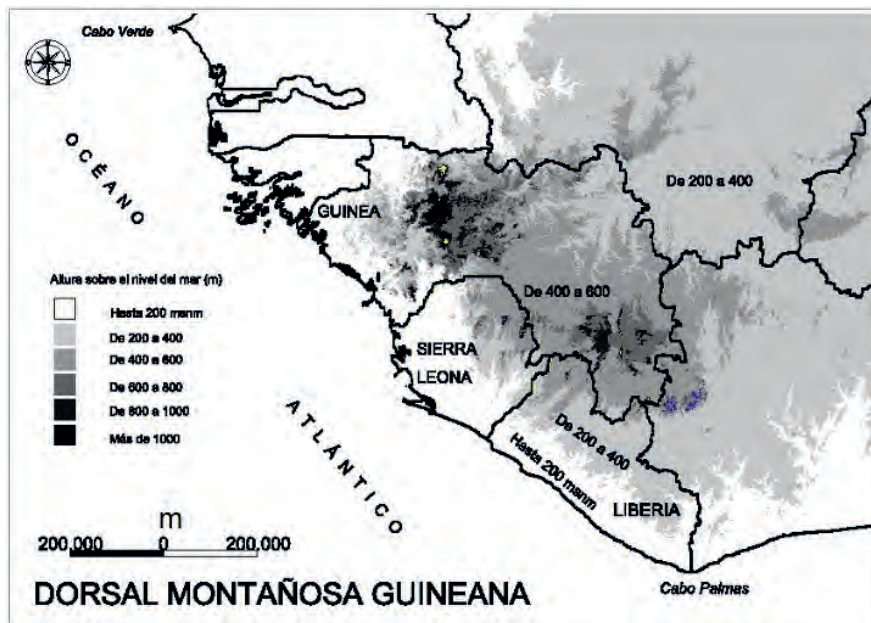 Cabo Verde
OCÉANO
GUINEA
De 200 a 400
Altura sobre el nivel del mar (m)
Hasta 200 msnm
De 200 a 400
De 400 a 600
De 600 a 800
De 800 a 1000
Más de 1000
De 400 a 600
SIERRA
LEONA
ATLÁNTICO
De 200 a 400
Hasta 200 msnm
LIBERIA
m
200,000 0 200,000
DORSAL MONTAÑOSA GUINEANA
Cabo Palmas